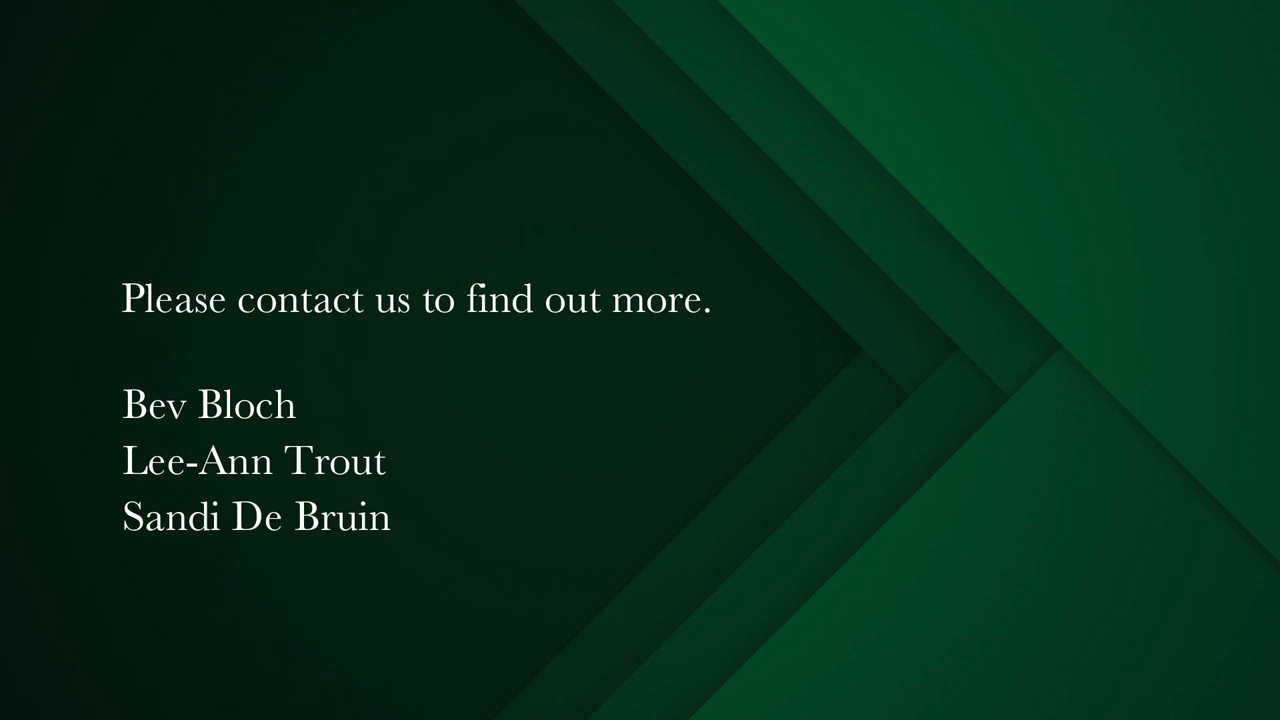 Please contact us to find out more.
Bev Bloch
Lee-Ann Trout
Sandi De Bruin